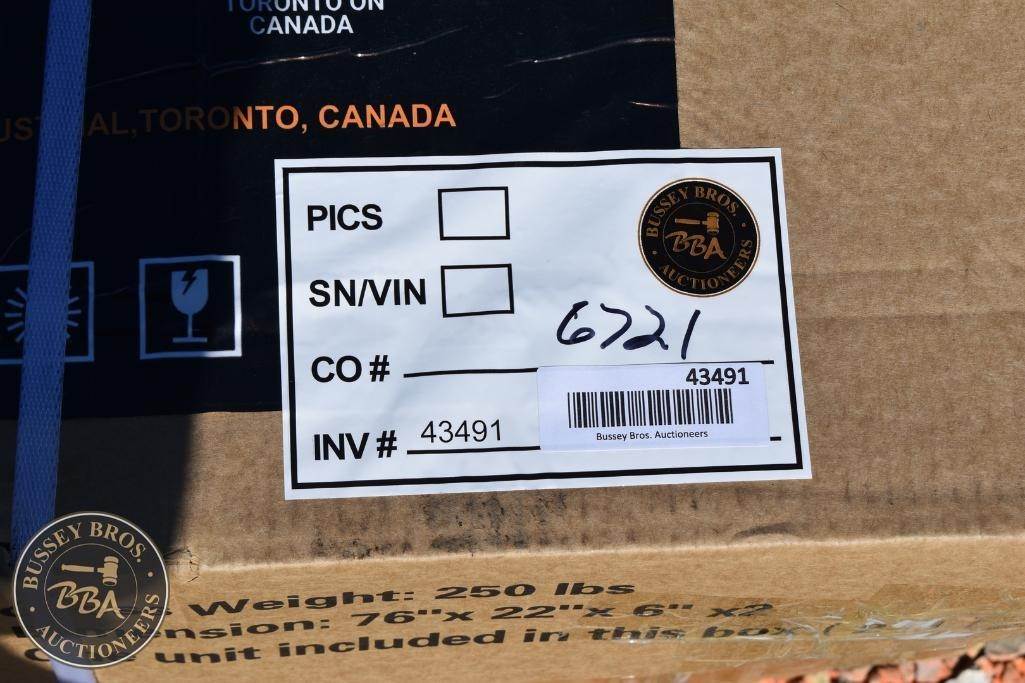 TORONTO ON
CANADA
TORONTO, CANADA
PICS
BUSSEY BROS.
BBA
AUCTIONEERS
SN/VIN
6721
CO #
43491
INV # 43491
Bussey Bros. Auctioneers
BUSSEY BROS.
BBA
AUCTIONEERS
Weight: 250 lbs
76"x 22"x 6" x2
unit included in this box